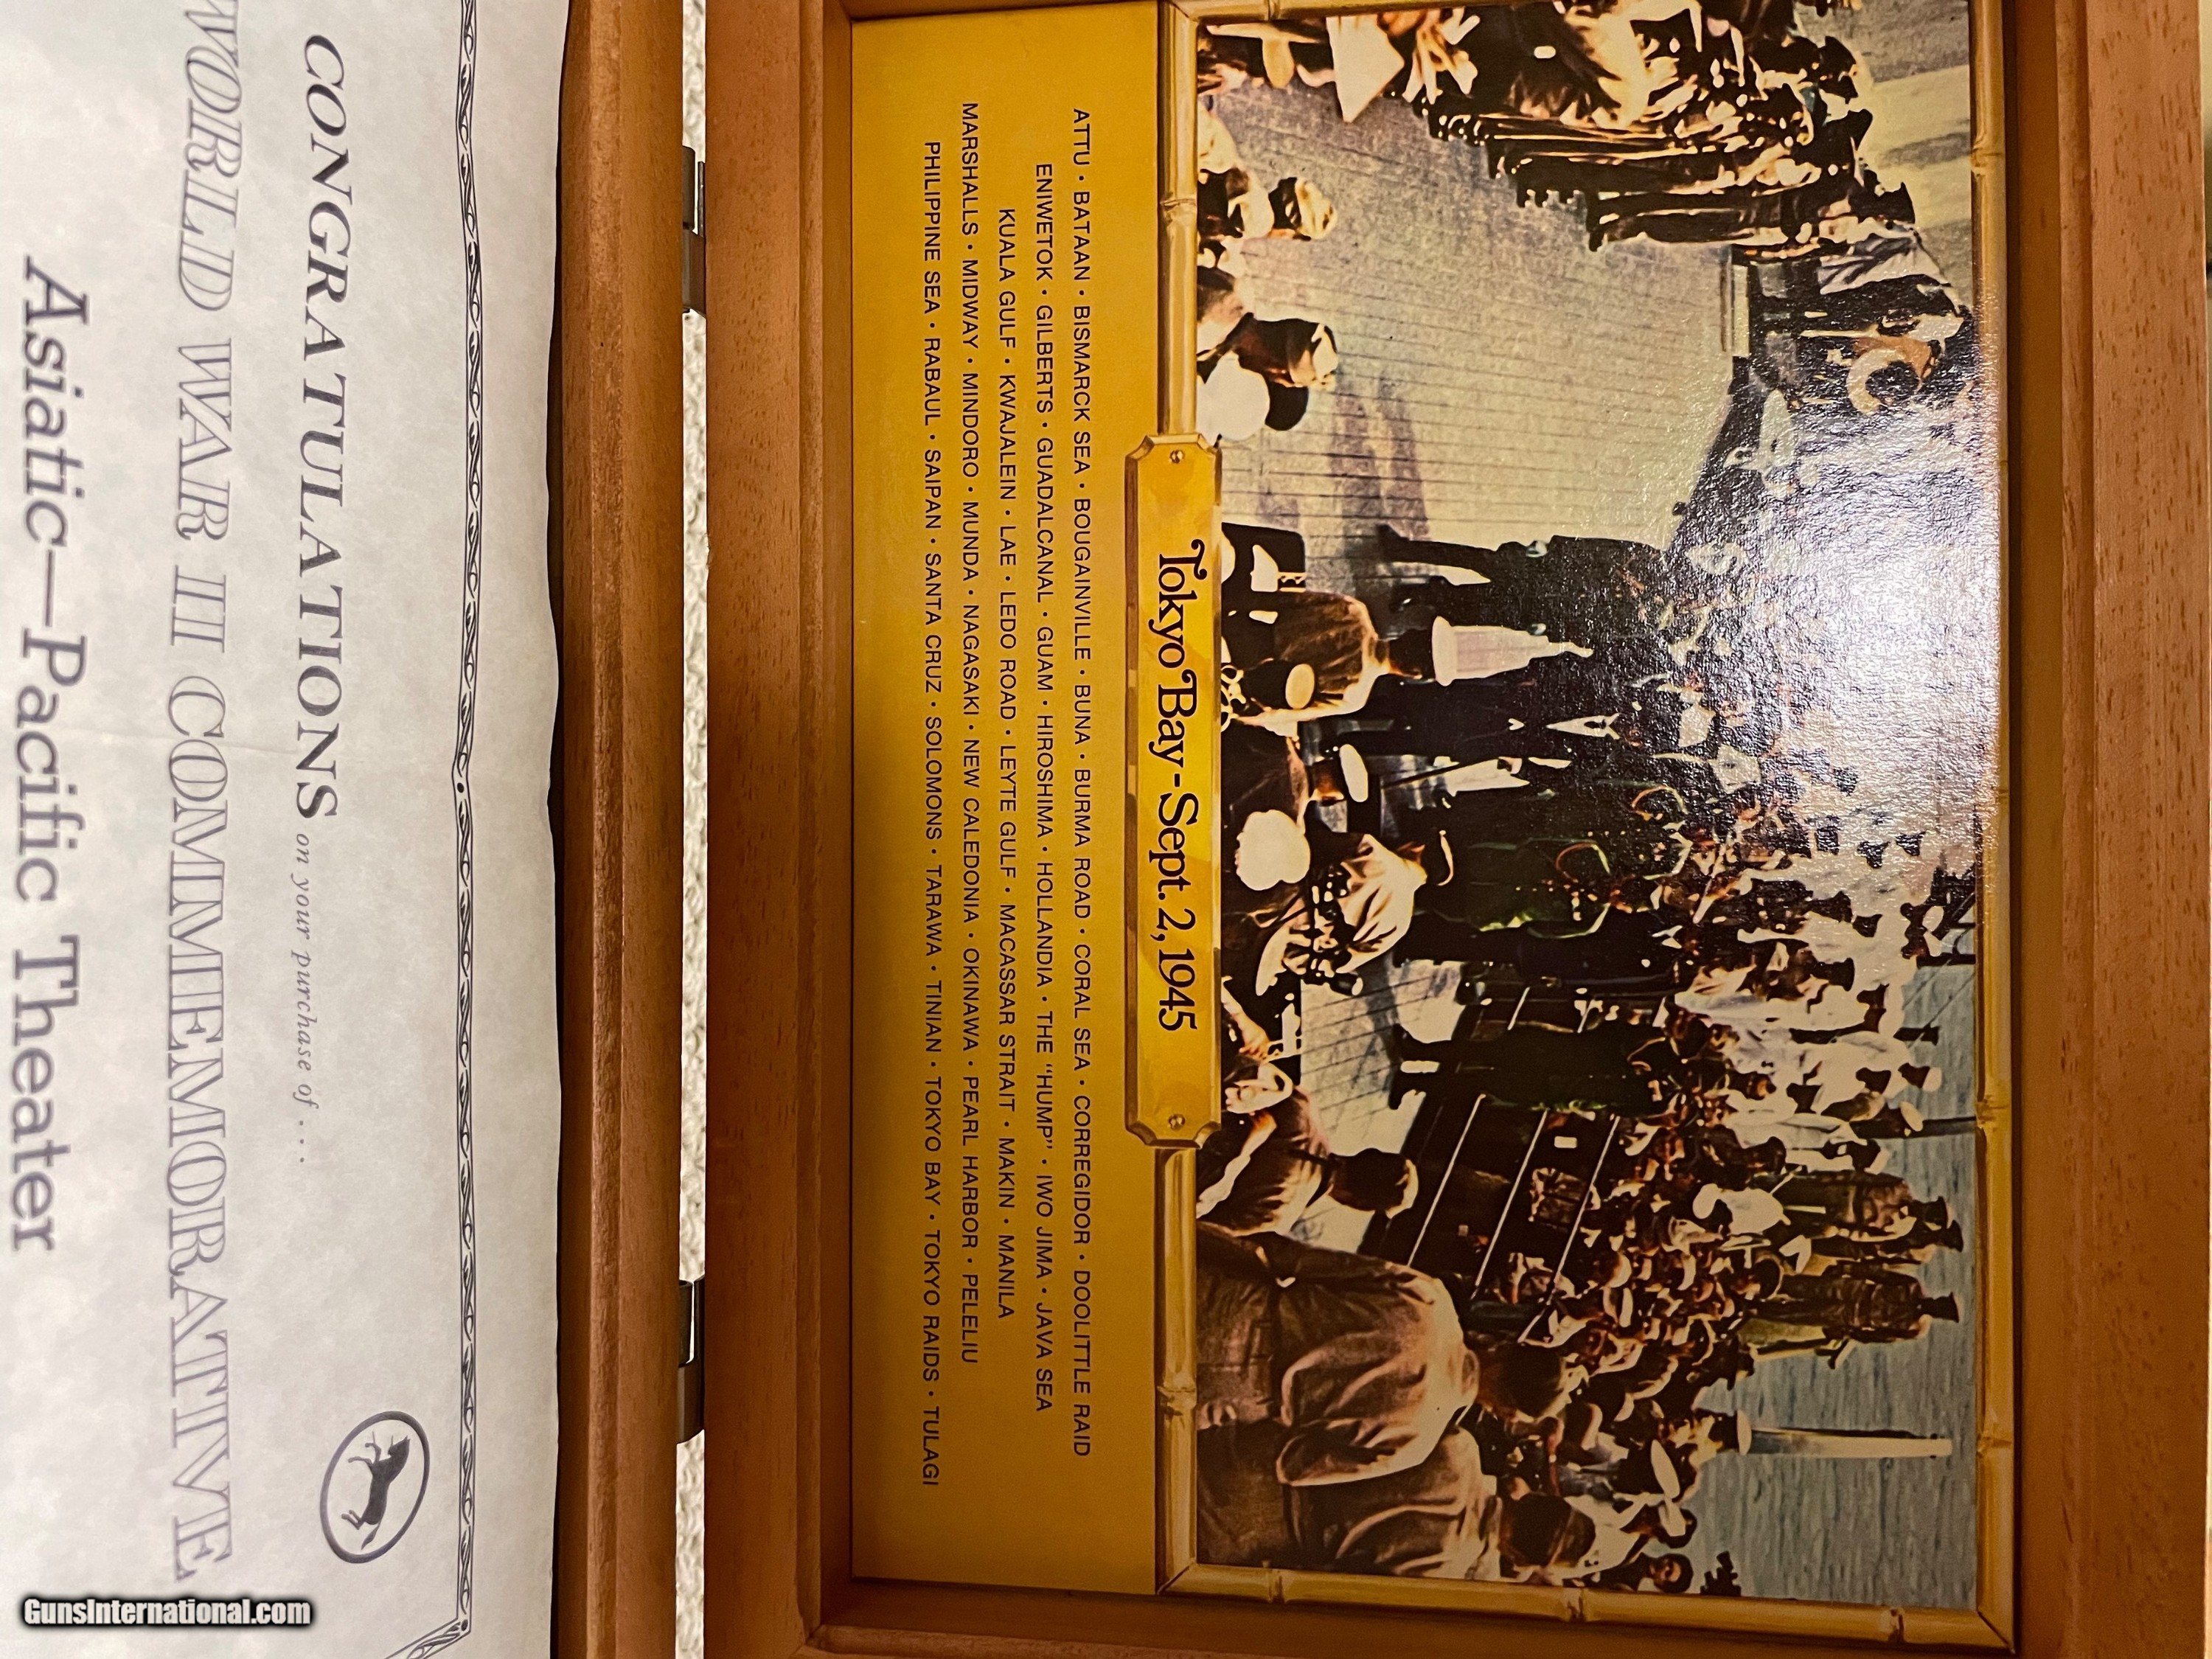 Tokyo Bay - Sept. 2, 1945
ATTU • BATAAN • BISMARCK SEA • BOUGAINVILLE • BUNA • BURMA ROAD • CORAL SEA • CORREGIDOR • DOOLITTLE RAID
ENIWETOK • GILBERTS • GUADALCANAL • GUAM • HIROSHIMA • HOLLANDIA • THE "HUMP" • IWO JIMA • JAVA SEA
KUALA GULF • KWAJALEIN • LAE • LEDO ROAD • LEYTE GULF • MACASSAR STRAIT • MAKIN • MANILA
MARSHALLS • MIDWAY • MINDORO • MUNDA • NAGASAKI • NEW CALEDONIA • OKINAWA • PEARL HARBOR • PELELIU
PHILIPPINE SEA • RABAUL • SAIPAN • SANTA CRUZ • SOLOMONS • TARAWA • TINIAN • TOKYO BAY • TOKYO RAIDS • TULAGI
CONGRATULATIONS on your purchase of . . .
WORLD WAR II COMMEMORATIVE
Asiatic—Pacific Theater
GunsInternational.com